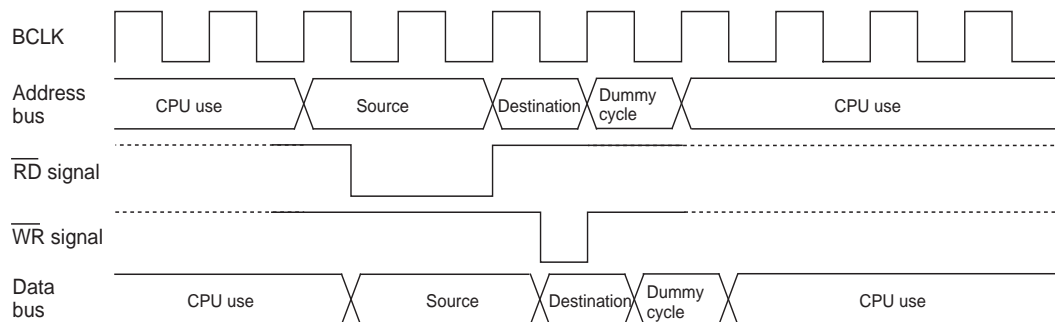 BCLK
Address
bus
CPU use
Source
Destination
Dummy
cycle
CPU use
RD signal
WR signal
Data
bus
CPU use
Source
Destination
Dummy
cycle
CPU use